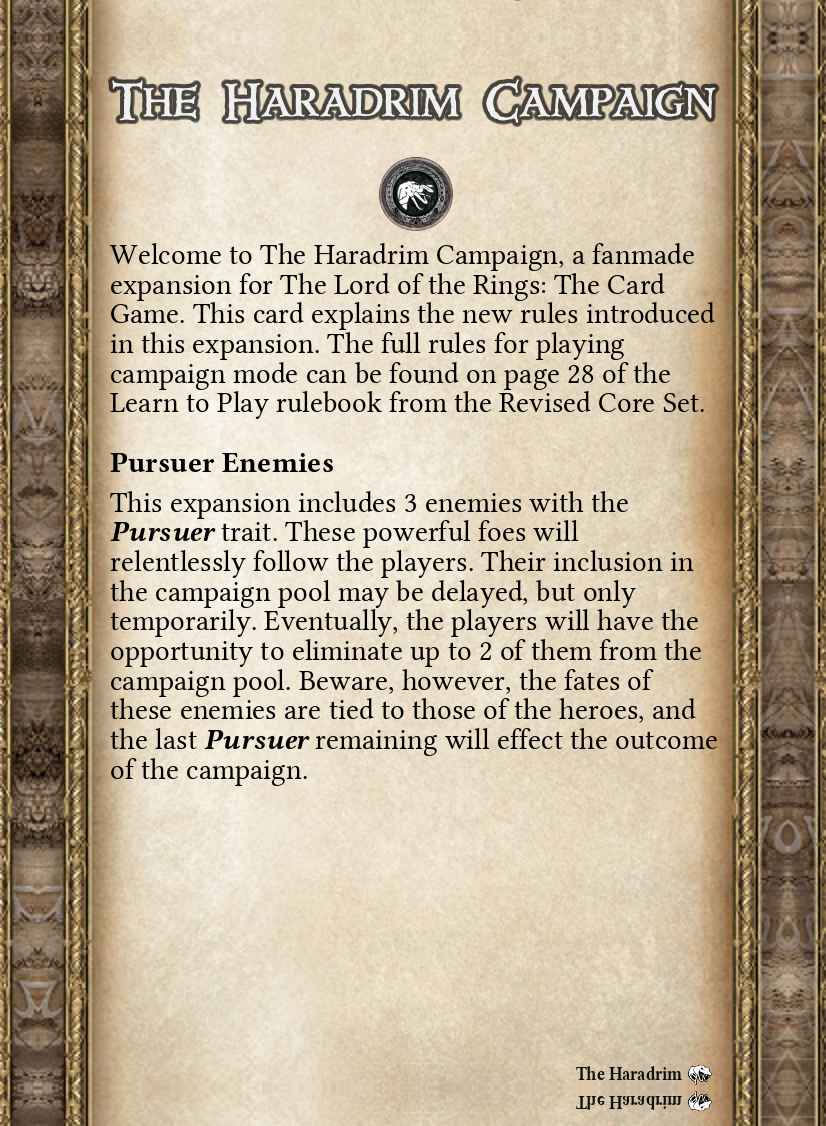 The Haradrim Campaign
Welcome to The Haradrim Campaign, a fanmade
expansion for The Lord of the Rings: The Card
Game. This card explains the new rules introduced
in this expansion. The full rules for playing
campaign mode can be found on page 28 of the
Learn to Play rulebook from the Revised Core Set.
Pursuer Enemies
This expansion includes 3 enemies with the
Pursuer trait. These powerful foes will
relentlessly follow the players. Their inclusion in
the campaign pool may be delayed, but only
temporarily. Eventually, the players will have the
opportunity to eliminate up to 2 of them from the
campaign pool. Beware, however, the fates of
these enemies are tied to those of the heroes, and
the last Pursuer remaining will effect the outcome
of the campaign.
The Haradrim
The Haradrim